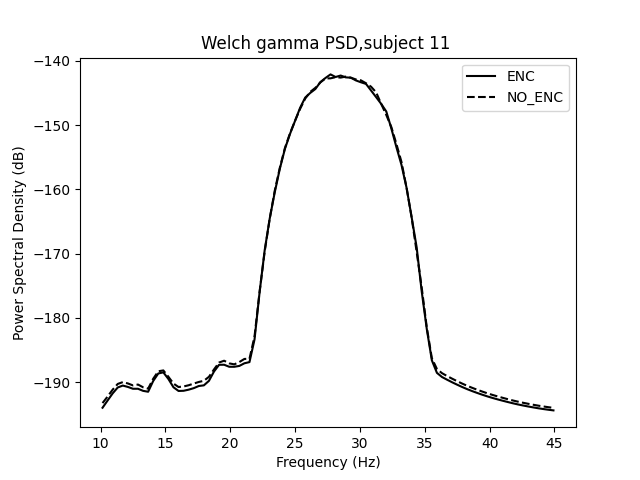 Welch gamma PSD,subject 11
ENC
NO_ENC
Power Spectral Density (dB)
−140
−150
−160
−170
−180
−190
10 15 20 25 30 35 40 45
Frequency (Hz)